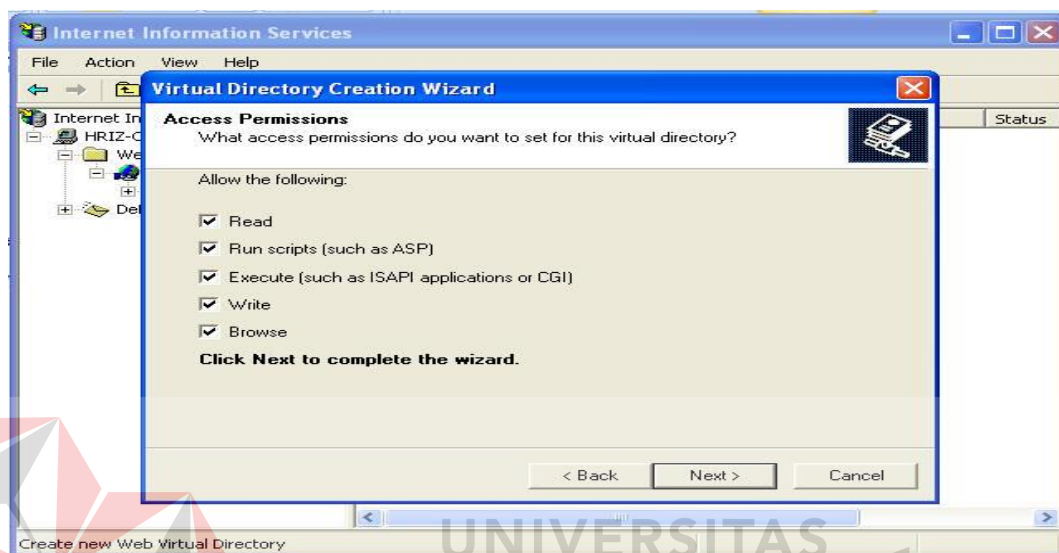 Internet Information Services
File Action View Help
Virtual Directory Creation Wizard
Internet In
Access Permissions
Status
HRIZ-C
What access permissions do you want to set for this virtual directory?
We
Allow the following:
Del
Read
Run scripts (such as ASP)
Execute (such as ISAPI applications or CGI)
Write
Browse
Click Next to complete the wizard.
< Back Next > Cancel
UNIVERSITAS
Create new Web Virtual Directory